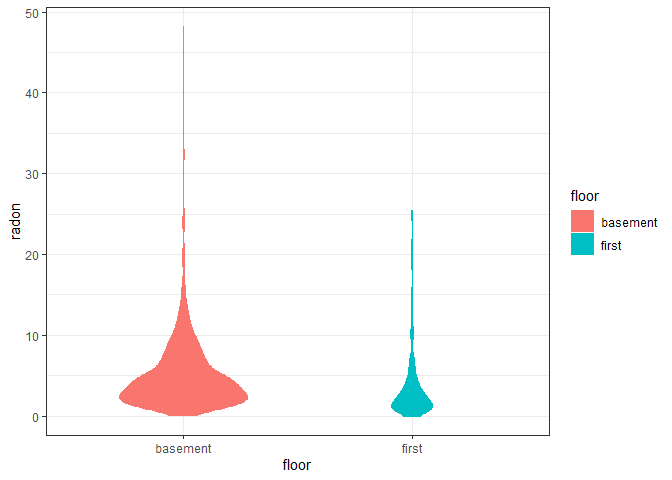 50
40
30
20
10
0
radon
basement
first
floor
floor
basement
first